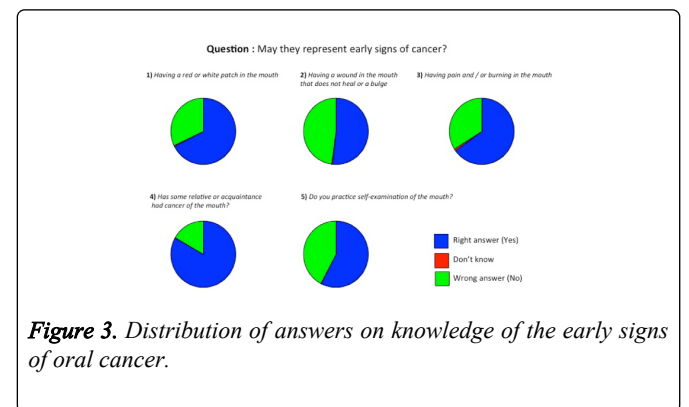 Question : May they represent early signs of cancer?
1) Having a red or white patch in the mouth
2) Having a wound in the mouth
that does not heal or a bulge
3) Having pain and / or burning in the mouth
4) Has some relative or acquaintance
had cancer of the mouth?
5) Do you practice self-examination of the mouth?
Right answer (Yes)
Don't know
Wrong answer (No)
Figure 3. Distribution of answers on knowledge of the early signs
of oral cancer.